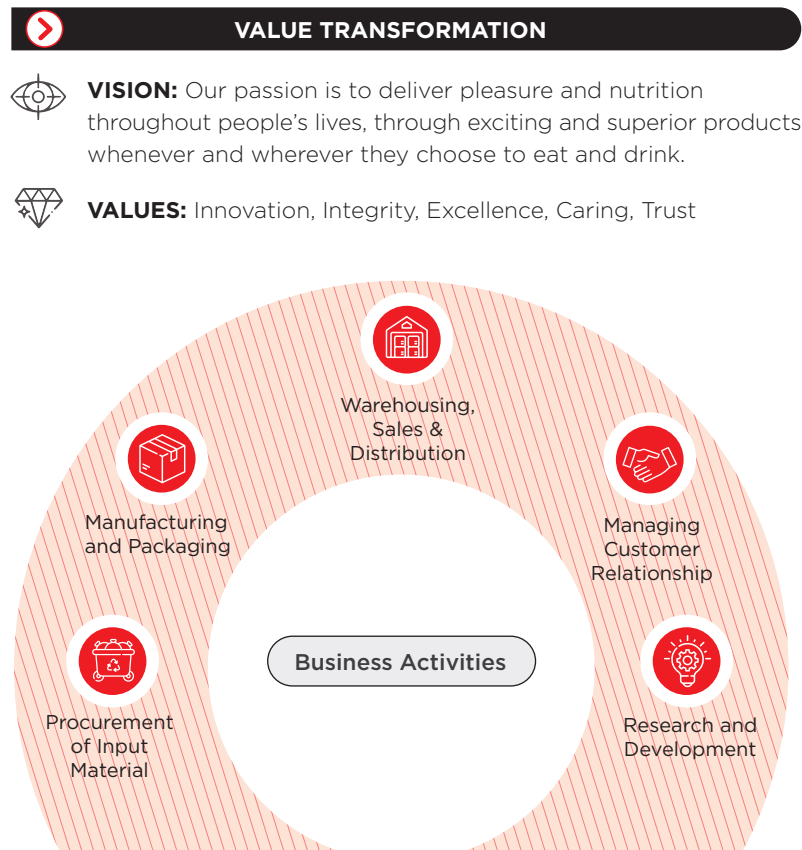 VALUE TRANSFORMATION
VISION: Our passion is to deliver pleasure and nutrition
throughout people’s lives, through exciting and superior products
whenever and wherever they choose to eat and drink.
VALUES: Innovation, Integrity, Excellence, Caring, Trust
Warehousing,
Sales &
Distribution
Manufacturing
and Packaging
Managing
Customer
Relationship
Business Activities
Procurement
of Input
Material
Research and
Development